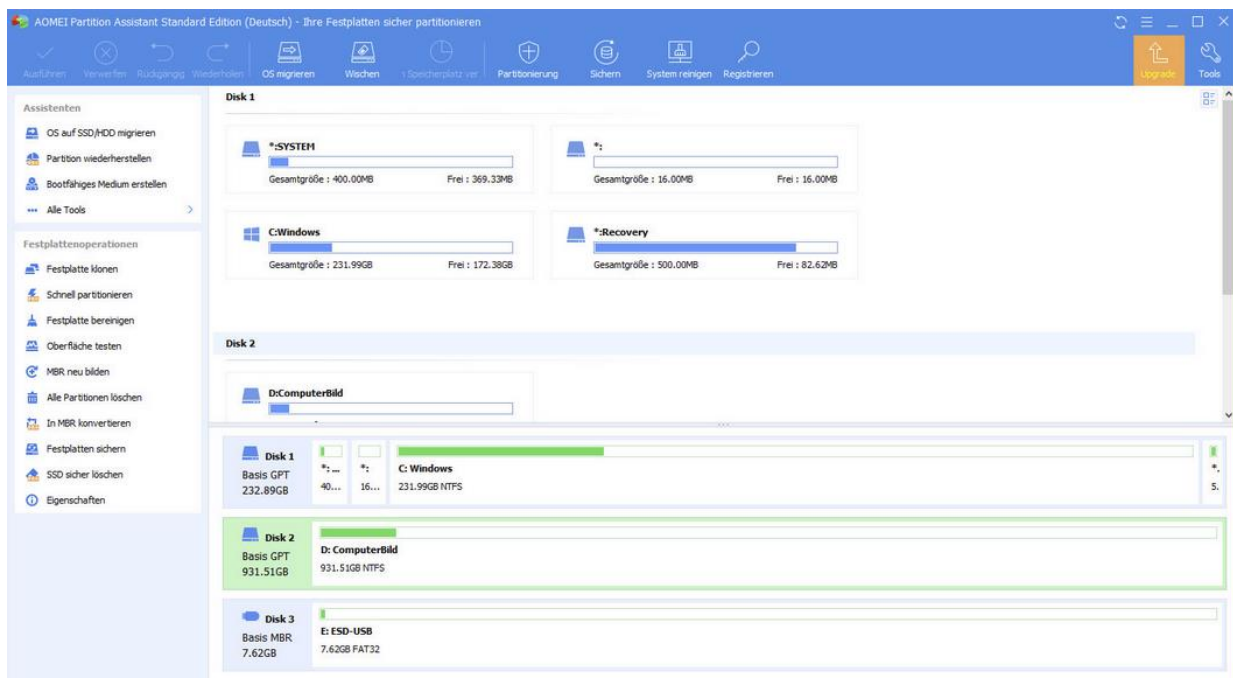 AOMEI Partition Assistant Standard Edition (Deutsch) - Ihre Festplatten sicher partitionieren
Ausführen Verwerfen Rückgängig Wiederholen OS migrieren Wischen Speicherplatz ver Partitionierung Sichern System reinigen Registrieren Upgrade Tools
Assistenten
OS auf SSD/HDD migrieren
Partition wiederherstellen
Bootfähiges Medium erstellen
Alle Tools
Festplattenoperationen
Festplatte klonen
Schnell partitionieren
Festplatte bereinigen
Oberfläche testen
MBR neu bilden
Alle Partitionen löschen
In MBR konvertieren
Festplatten sichern
SSD sicher löschen
Eigenschaften
Disk 1
*:SYSTEM
Gesamtgröße : 400.00MB Frei : 369.33MB
*:
Gesamtgröße : 16.00MB Frei : 16.00MB
C:Windows
Gesamtgröße : 231.99GB Frei : 172.38GB
*:Recovery
Gesamtgröße : 500.00MB Frei : 82.62MB
Disk 2
D:ComputerBild
Disk 1
Basis GPT
232.89GB
*: ...
40...
*:
16...
C: Windows
231.99GB NTFS
*.
5.
Disk 2
Basis GPT
931.51GB
D: ComputerBild
931.51GB NTFS
Disk 3
Basis MBR
7.62GB
E: ESD-USB
7.62GB FAT32